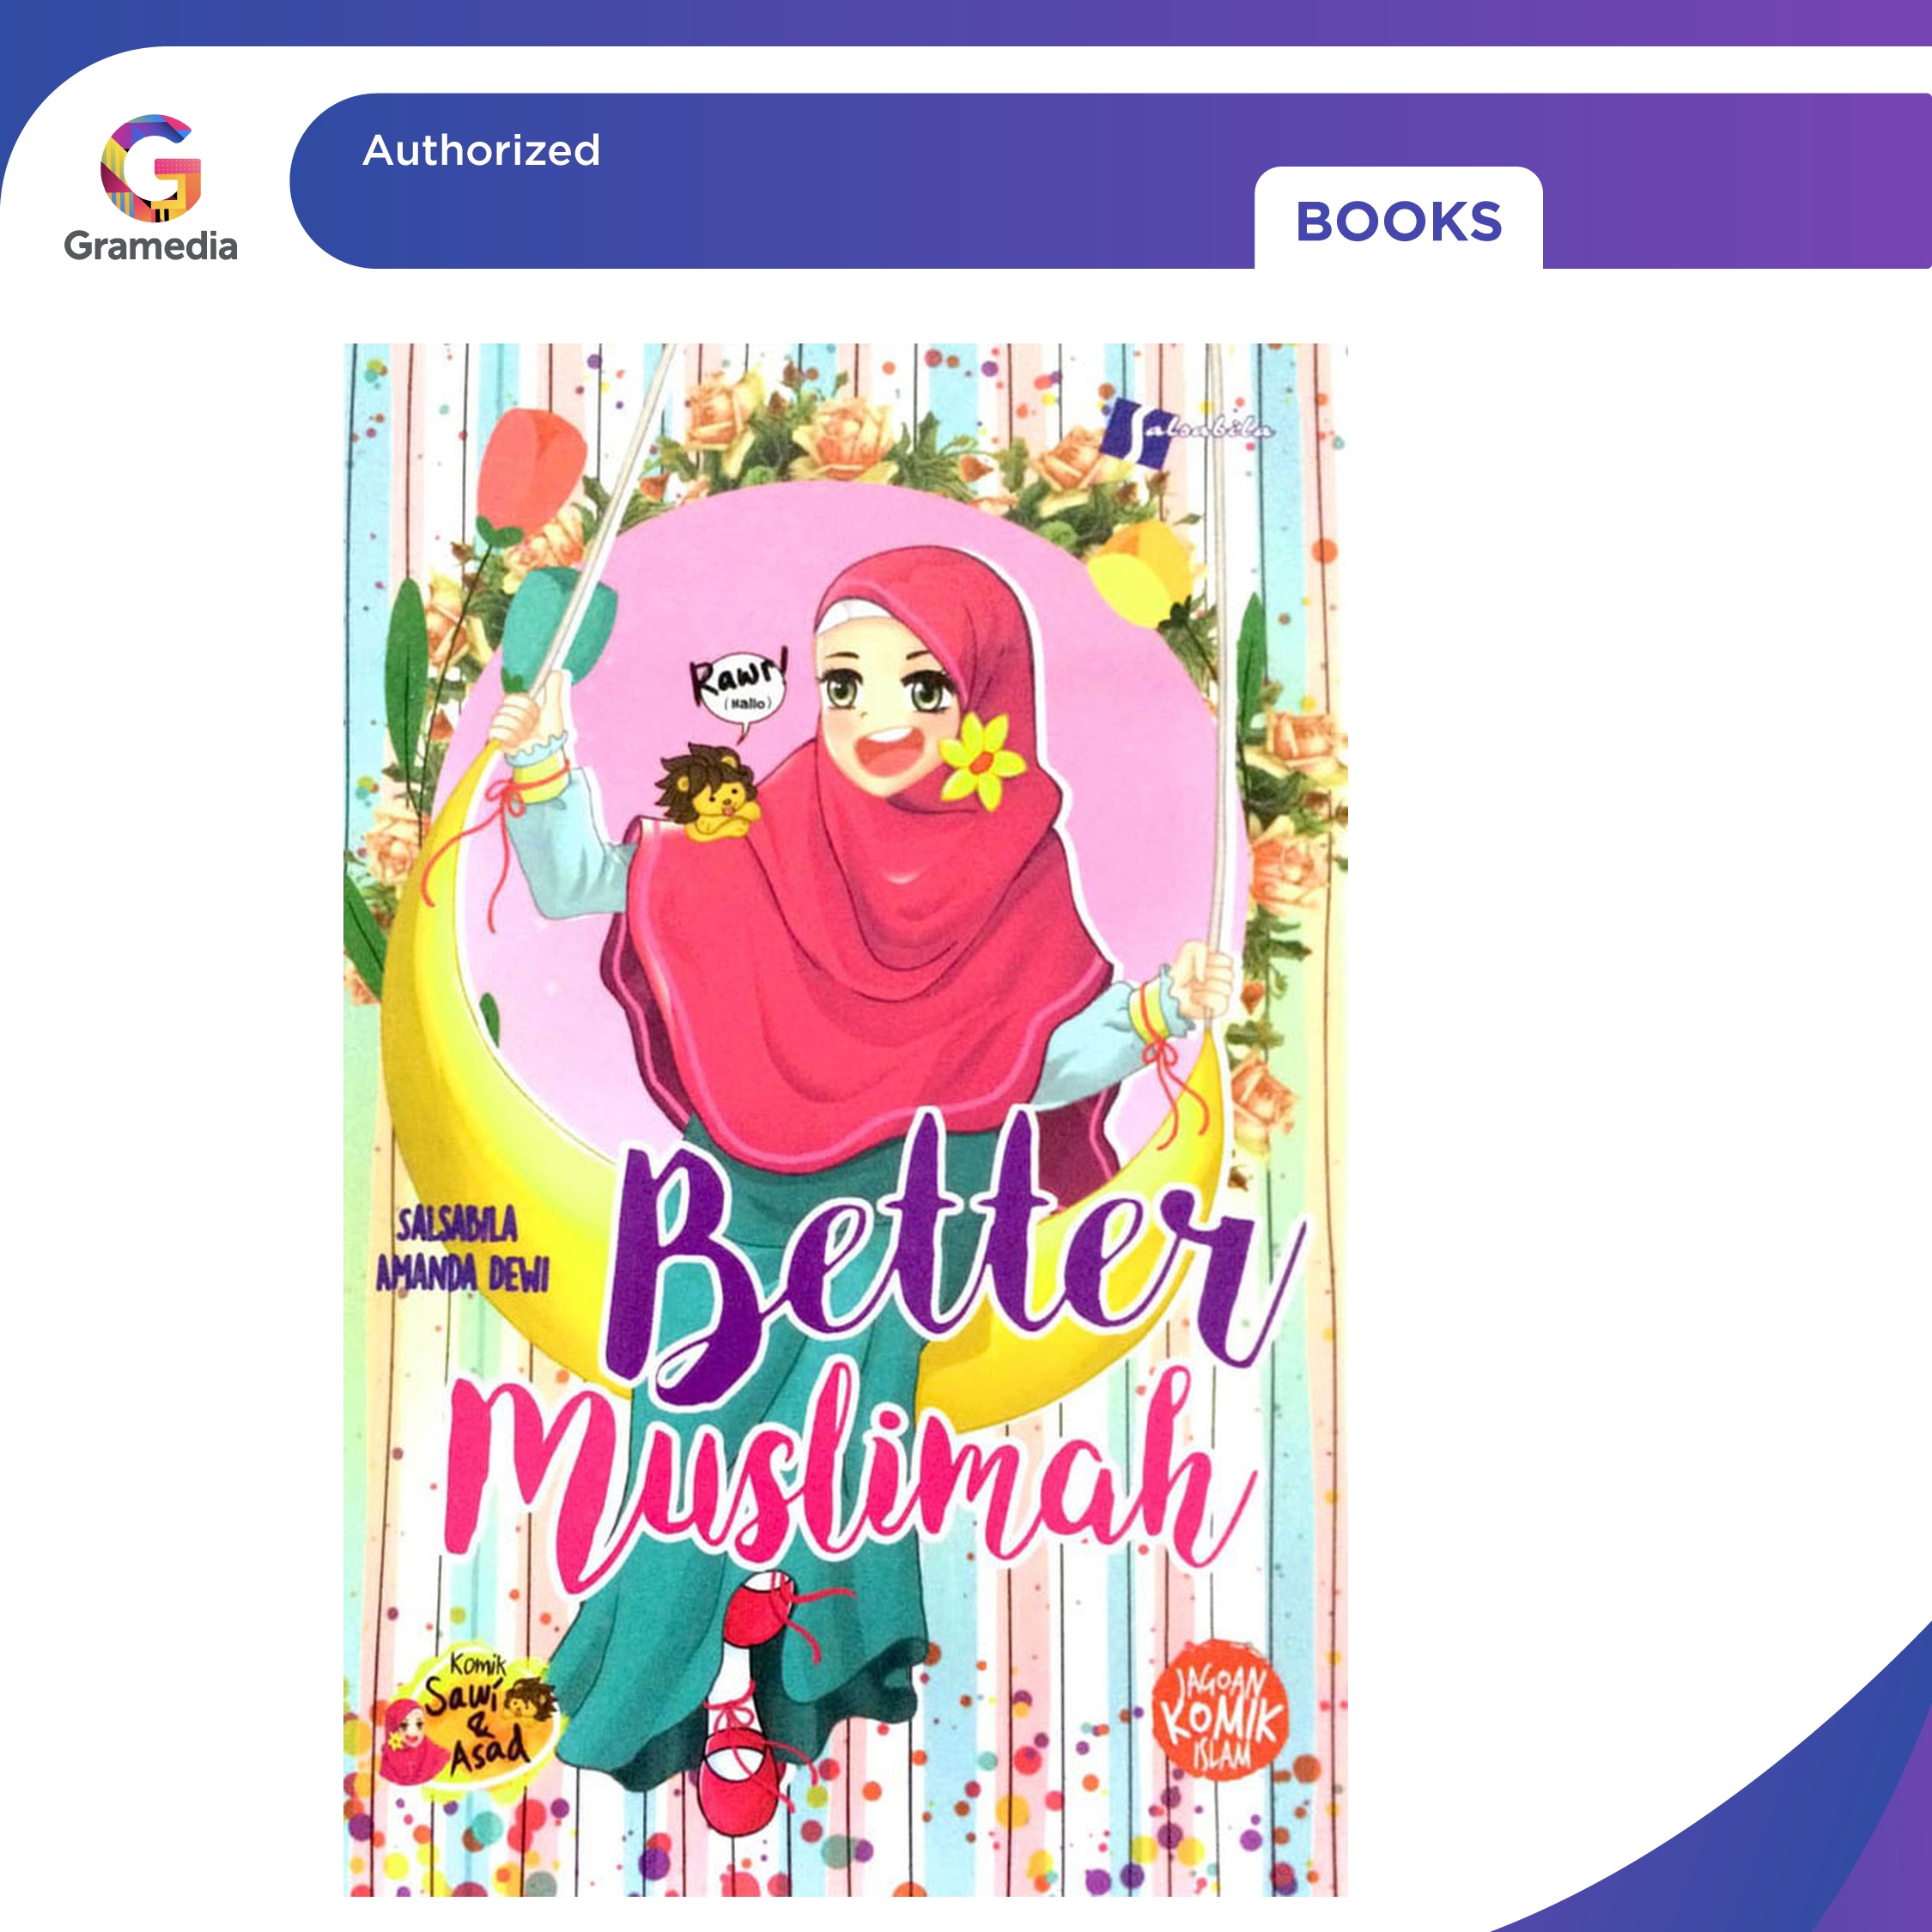 Authorized
Gramedia
BOOKS
Salsabila
Rawr!
(Hallo)
SALSABILA
AMANDA DEWI
Better
Muslimah
Komik
Sawi
&
Asad
JAGOAN
KOMIK
ISLAM